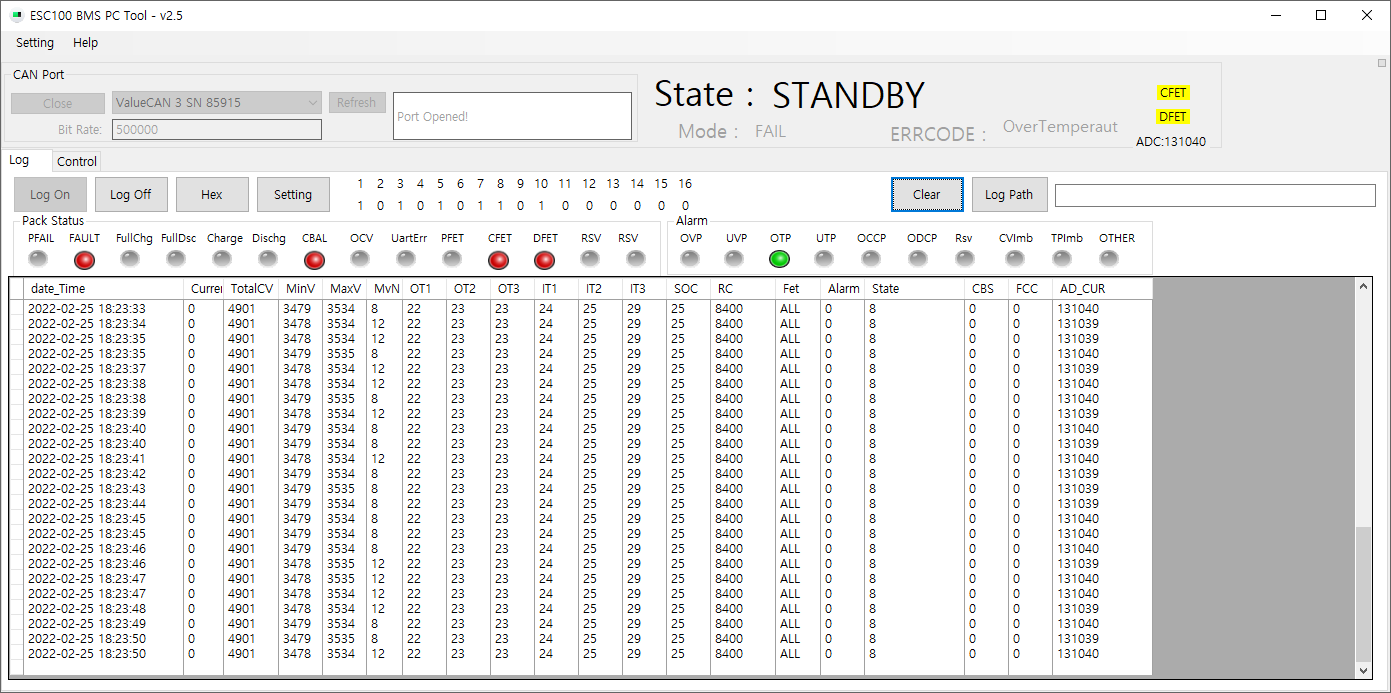 ESC100 BMS PC Tool - v2.5
Setting Help
CAN Port
Close ValueCAN 3 SN 85915 Refresh
Bit Rate: 500000
Port Opened!
State : STANDBY
Mode : FAIL ERRCODE : OverTemperaut
CFET
DFET
ADC:131040
Log Control
Log On Log Off Hex Setting
1 2 3 4 5 6 7 8 9 10 11 12 13 14 15 16
1 0 1 0 1 0 1 1 0 1 0 0 0 0 0 0
Clear Log Path
Pack Status
PFAIL FAULT FullChg FullDsc Charge Dischg CBAL OCV UartErr PFET CFET DFET RSV RSV
Alarm
OVP UVP OTP UTP OCCP ODCP Rsv CVImb TPImb OTHER
date_Time Currer TotalCV MinV MaxV MvN OT1 OT2 OT3 IT1 IT2 IT3 SOC RC Fet Alarm State CBS FCC AD_CUR
2022-02-25 18:23:33 0 4901 3479 3534 8 22 23 23 24 25 29 25 8400 ALL 0 8 0 0 131040
2022-02-25 18:23:34 0 4901 3478 3534 12 22 23 23 24 25 29 25 8400 ALL 0 8 0 0 131039
2022-02-25 18:23:35 0 4901 3478 3534 12 22 23 23 24 25 29 25 8400 ALL 0 8 0 0 131039
2022-02-25 18:23:35 0 4901 3479 3535 8 22 23 23 24 25 29 25 8400 ALL 0 8 0 0 131040
2022-02-25 18:23:37 0 4901 3478 3534 12 22 23 23 24 25 29 25 8400 ALL 0 8 0 0 131039
2022-02-25 18:23:38 0 4901 3478 3534 12 22 23 23 24 25 29 25 8400 ALL 0 8 0 0 131040
2022-02-25 18:23:38 0 4901 3479 3535 8 22 23 23 24 25 29 25 8400 ALL 0 8 0 0 131040
2022-02-25 18:23:39 0 4901 3478 3534 12 22 23 23 24 25 29 25 8400 ALL 0 8 0 0 131039
2022-02-25 18:23:40 0 4901 3479 3534 8 22 23 23 24 25 29 25 8400 ALL 0 8 0 0 131040
2022-02-25 18:23:40 0 4901 3479 3534 8 22 23 23 24 25 29 25 8400 ALL 0 8 0 0 131039
2022-02-25 18:23:41 0 4901 3478 3534 12 22 23 23 24 25 29 25 8400 ALL 0 8 0 0 131040
2022-02-25 18:23:42 0 4901 3479 3534 8 22 23 23 24 25 29 25 8400 ALL 0 8 0 0 131039
2022-02-25 18:23:43 0 4901 3479 3535 8 22 23 23 24 25 29 25 8400 ALL 0 8 0 0 131040
2022-02-25 18:23:44 0 4901 3479 3534 8 22 23 23 24 25 29 25 8400 ALL 0 8 0 0 131039
2022-02-25 18:23:45 0 4901 3479 3534 8 22 23 23 24 25 29 25 8400 ALL 0 8 0 0 131040
2022-02-25 18:23:45 0 4901 3479 3534 8 22 23 23 24 25 29 25 8400 ALL 0 8 0 0 131040
2022-02-25 18:23:46 0 4901 3479 3534 8 22 23 23 24 25 29 25 8400 ALL 0 8 0 0 131040
2022-02-25 18:23:46 0 4901 3478 3535 12 22 23 23 24 25 29 25 8400 ALL 0 8 0 0 131039
2022-02-25 18:23:47 0 4901 3478 3535 12 22 23 23 24 25 29 25 8400 ALL 0 8 0 0 131040
2022-02-25 18:23:47 0 4901 3478 3534 12 22 23 23 24 25 29 25 8400 ALL 0 8 0 0 131040
2022-02-25 18:23:48 0 4901 3478 3534 12 22 23 23 24 25 29 25 8400 ALL 0 8 0 0 131039
2022-02-25 18:23:49 0 4901 3479 3534 8 22 23 23 24 25 29 25 8400 ALL 0 8 0 0 131040
2022-02-25 18:23:50 0 4901 3479 3535 8 22 23 23 24 25 29 25 8400 ALL 0 8 0 0 131039
2022-02-25 18:23:50 0 4901 3478 3534 12 22 23 23 24 25 29 25 8400 ALL 0 8 0 0 131040